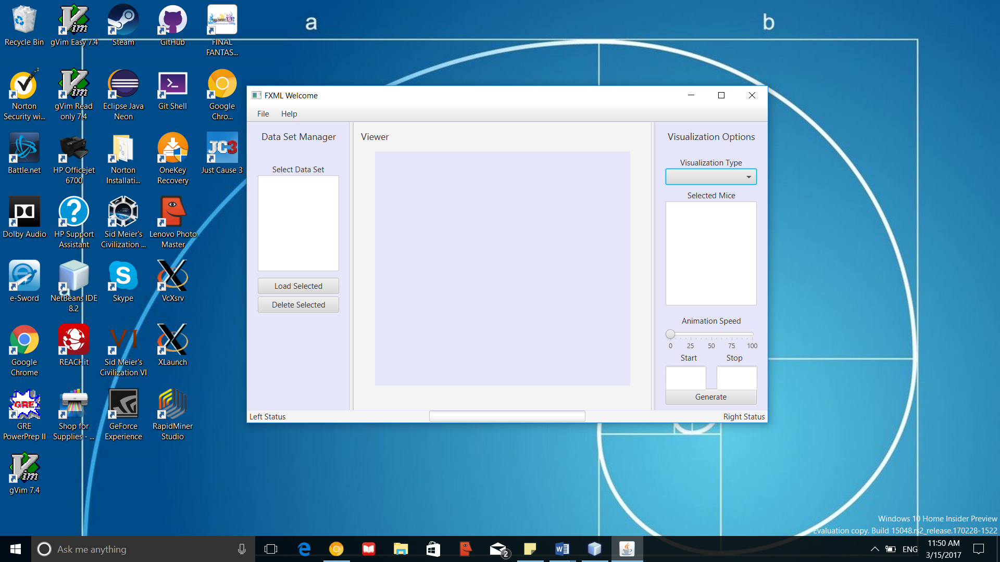 a
b
Recycle Bin
gVim Easy 7.4
Steam
GitHub
FINAL
FANTAS...
Norton
Security wi...
gVim Read
only 7.4
Eclipse Java
Neon
Git Shell
Google
Chro...
Battle.net
HP Officejet
6700
Norton
Installati...
OneKey
Recovery
JC3
Just Cause 3
Dolby Audio
HP Support
Assistant
Sid Meier's
Civilization ...
Lenovo Photo
Master
e-Sword
a
NetBeans IDE
8.2
Skype
VcXsrv
Google
Chrome
REACHit
VI
Sid Meier's
Civilization VI
XLaunch
GRE
GRE
PowerPrep II
Shop for
Supplies - ...
GeForce
Experience
RapidMiner
Studio
gVim 7.4
FXML Welcome
File
Help
Data Set Manager
Select Data Set
Load Selected
Delete Selected
Viewer
Visualization Options
Visualization Type
Selected Mice
Animation Speed
0 25 50 75 100
Start
Stop
Generate
Left Status
Right Status
Windows 10 Home Insider Preview
Evaluation copy. Build 15048.rs2_release.170228-1522
Ask me anything
2
ENG
11:50 AM
3/15/2017